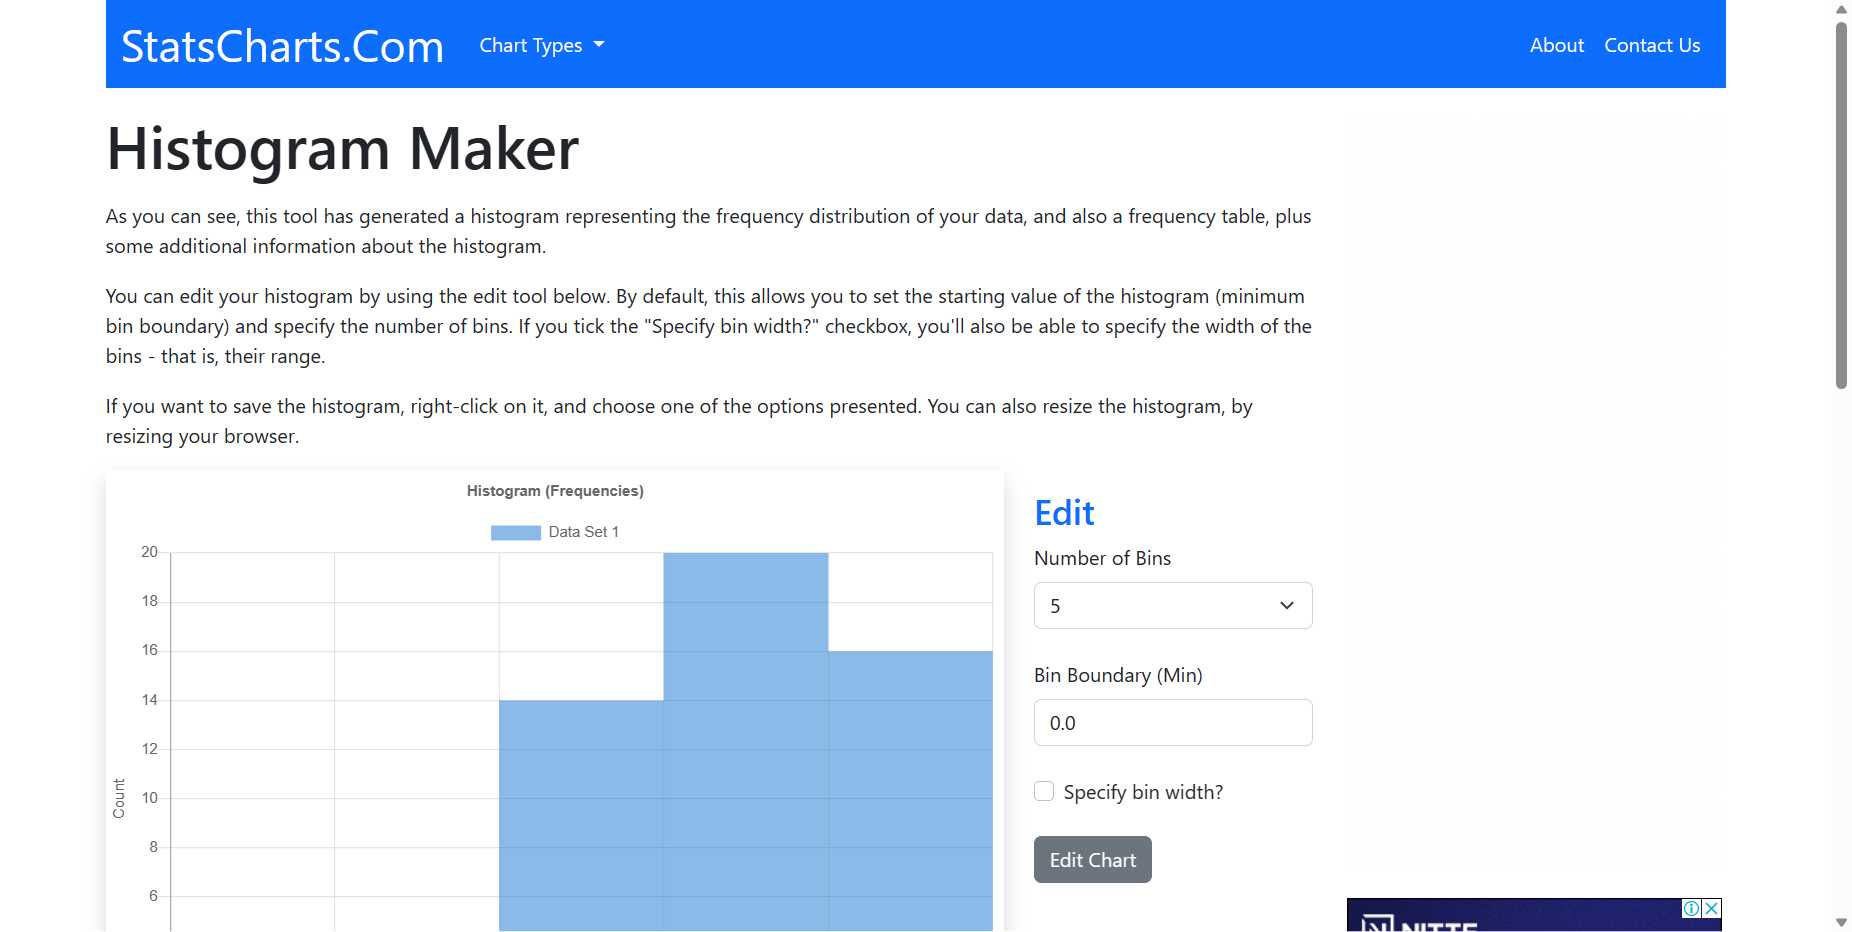 StatsCharts.Com
Chart Types
About
Contact Us
Histogram Maker
As you can see, this tool has generated a histogram representing the frequency distribution of your data, and also a frequency table, plus
some additional information about the histogram.
You can edit your histogram by using the edit tool below. By default, this allows you to set the starting value of the histogram (minimum
bin boundary) and specify the number of bins. If you tick the "Specify bin width?" checkbox, you'll also be able to specify the width of the
bins - that is, their range.
If you want to save the histogram, right-click on it, and choose one of the options presented. You can also resize the histogram, by
resizing your browser.
Histogram (Frequencies)
Data Set 1
20
18
16
14
12
10
8
6
Count
Edit
Number of Bins
5
Bin Boundary (Min)
0.0
Specify bin width?
Edit Chart
NITTE